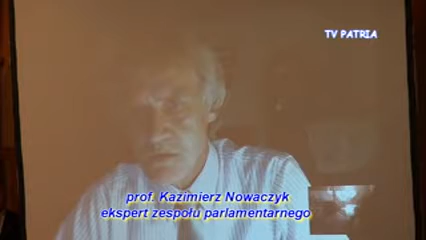 TV PATRIA
prof. Kazimierz Nowaczyk
ekspert zespołu parlamentarnego